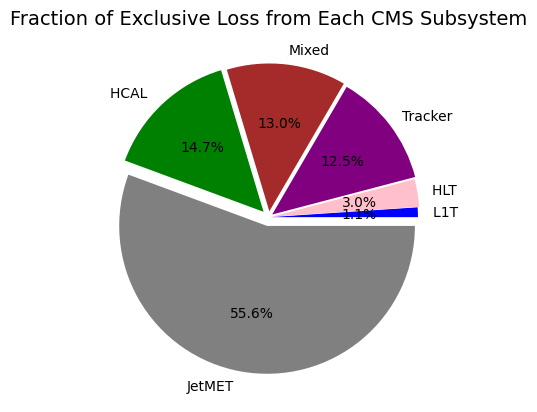 Fraction of Exclusive Loss from Each CMS Subsystem
Mixed
HCAL
Tracker
13.0%
14.7%
12.5%
HLT
3.0%
L1T
1.1%
55.6%
JetMET